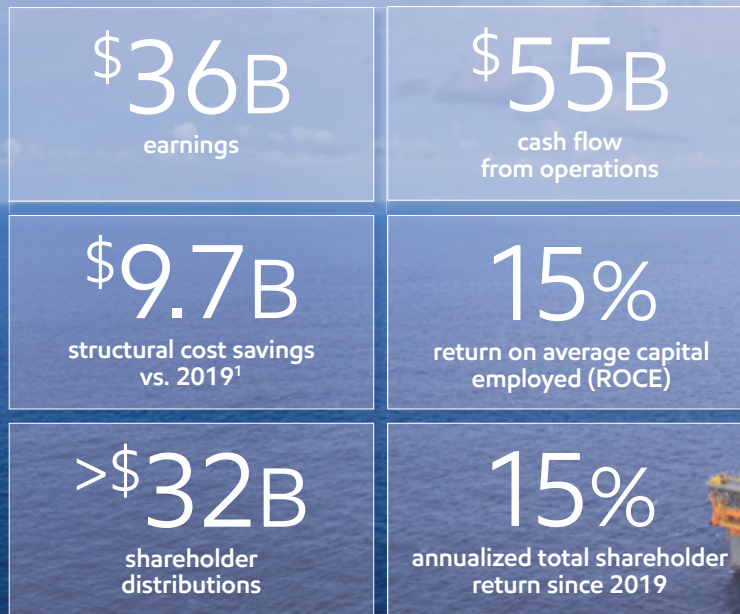 $36B
earnings
$55B
cash flow
from operations
$9.7B
structural cost savings
vs. 2019¹
15%
return on average capital
employed (ROCE)
>$32B
shareholder
distributions
15%
annualized total shareholder
return since 2019